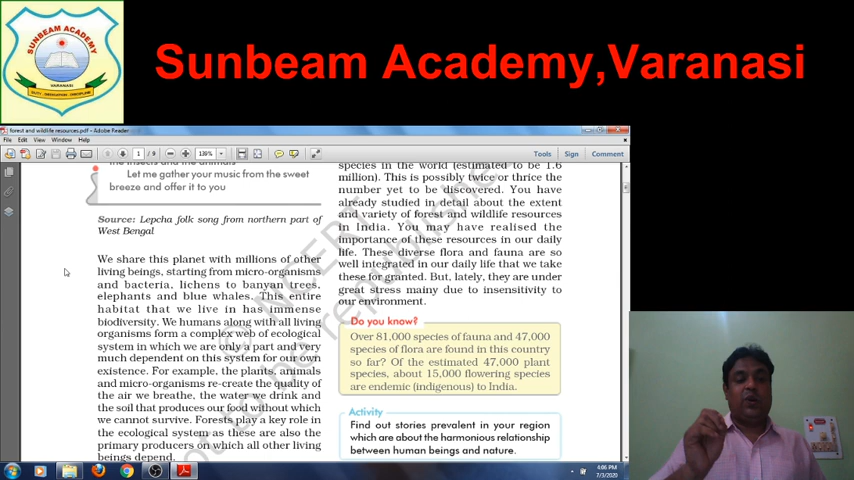 Sunbeam Academy,Varanasi
SUNBEAM ACADEMY
VARANASI
forest and wildlife resources.pdf - Adobe Reader
File Edit View Window Help
1 / 9 139% Tools Sign Comment
the insects and the animals
Let me gather your music from the sweet
breeze and offer it to you
Source: Lepcha folk song from northern part of
West Bengal
We share this planet with millions of other
living beings, starting from micro-organisms
and bacteria, lichens to banyan trees,
elephants and blue whales. This entire
habitat that we live in has immense
biodiversity. We humans along with all living
organisms form a complex web of ecological
system in which we are only a part and very
much dependent on this system for our own
existence. For example, the plants, animals
and micro-organisms re-create the quality of
the air we breathe, the water we drink and
the soil that produces our food without which
we cannot survive. Forests play a key role in
the ecological system as these are also the
primary producers on which all other living
beings depend.
species in the world (estimated to be 1.6
million). This is possibly twice or thrice the
number yet to be discovered. You have
already studied in detail about the extent
and variety of forest and wildlife resources
in India. You may have realised the
importance of these resources in our daily
life. These diverse flora and fauna are so
well integrated in our daily life that we take
these for granted. But, lately, they are under
great stress mainy due to insensitivity to
our environment.
Do you know?
Over 81,000 species of fauna and 47,000
species of flora are found in this country
so far? Of the estimated 47,000 plant
species, about 15,000 flowering species
are endemic (indigenous) to India.
Activity
Find out stories prevalent in your region
which are about the harmonious relationship
between human beings and nature.
4:06 PM
7/3/2020